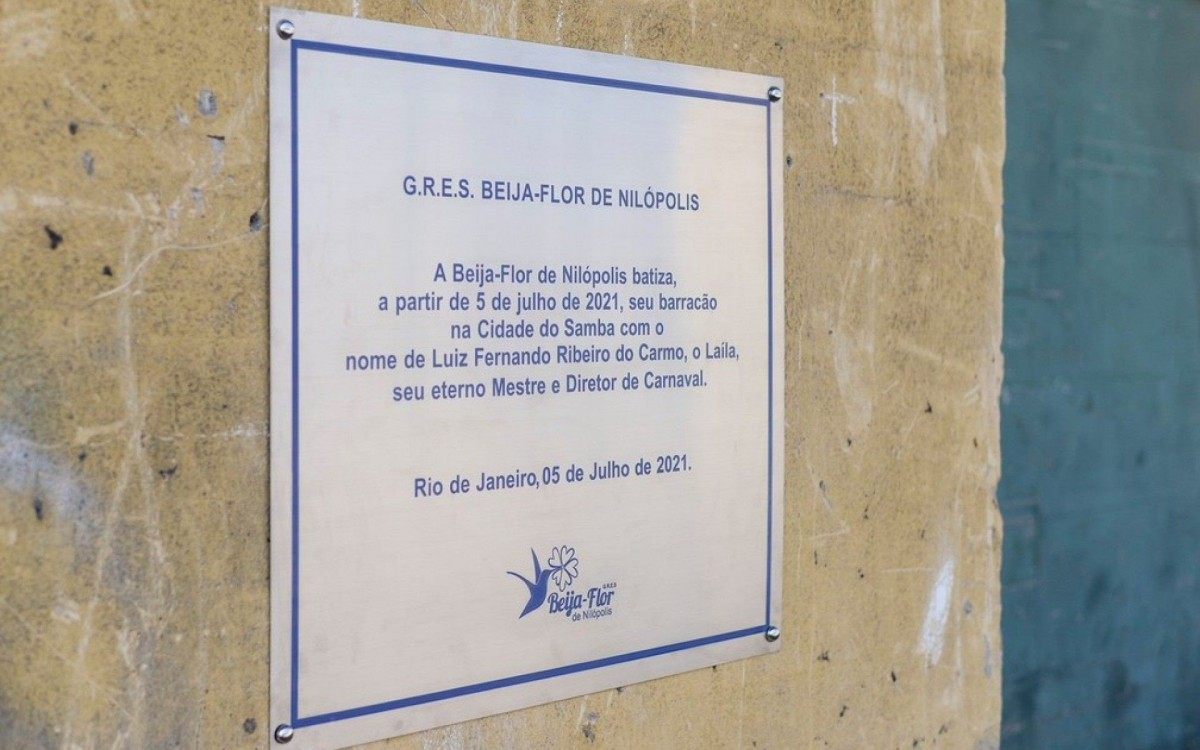 G.R.E.S. BEIJA-FLOR DE NILÓPOLIS
A Beija-Flor de Nilópolis batiza,
a partir de 5 de julho de 2021, seu barracão
na Cidade do Samba com o
nome de Luiz Fernando Ribeiro do Carmo, o Laíla,
seu eterno Mestre e Diretor de Carnaval.
Rio de Janeiro, 05 de Julho de 2021.
G.R.E.S
Beija-Flor
de Nilópolis